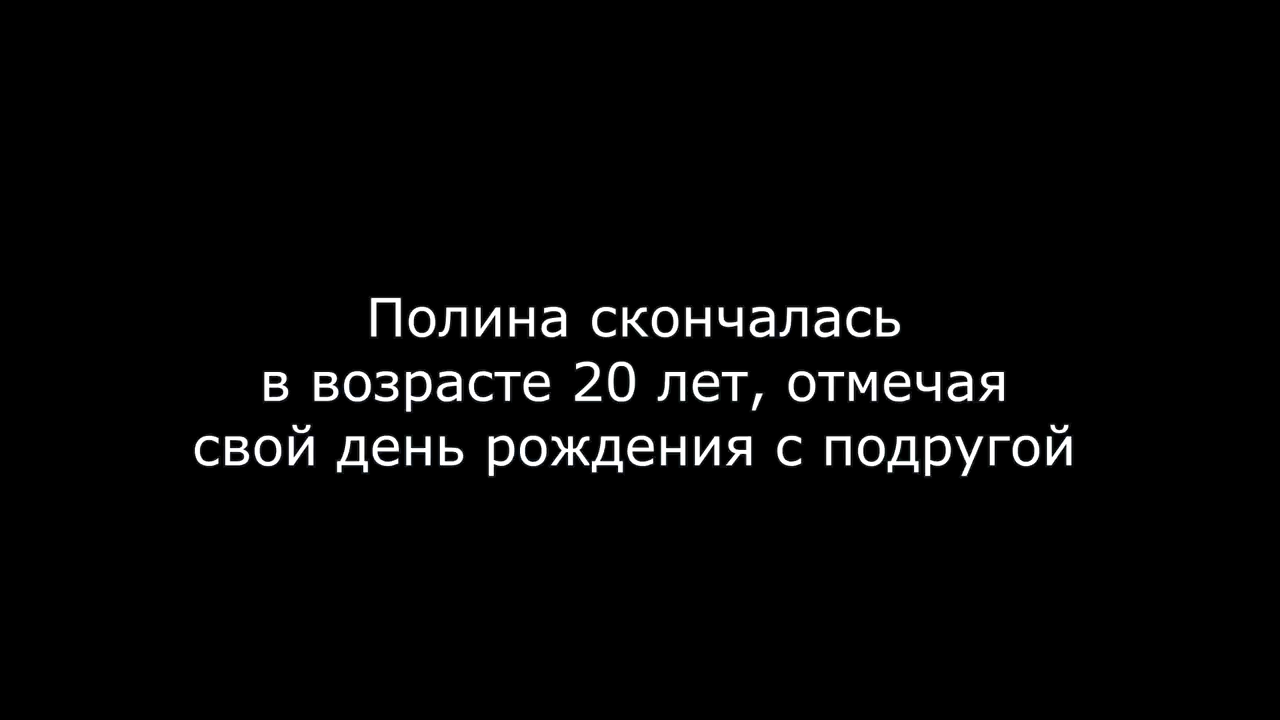 Полина скончалась
в возрасте 20 лет, отмечая
свой день рождения с подругой